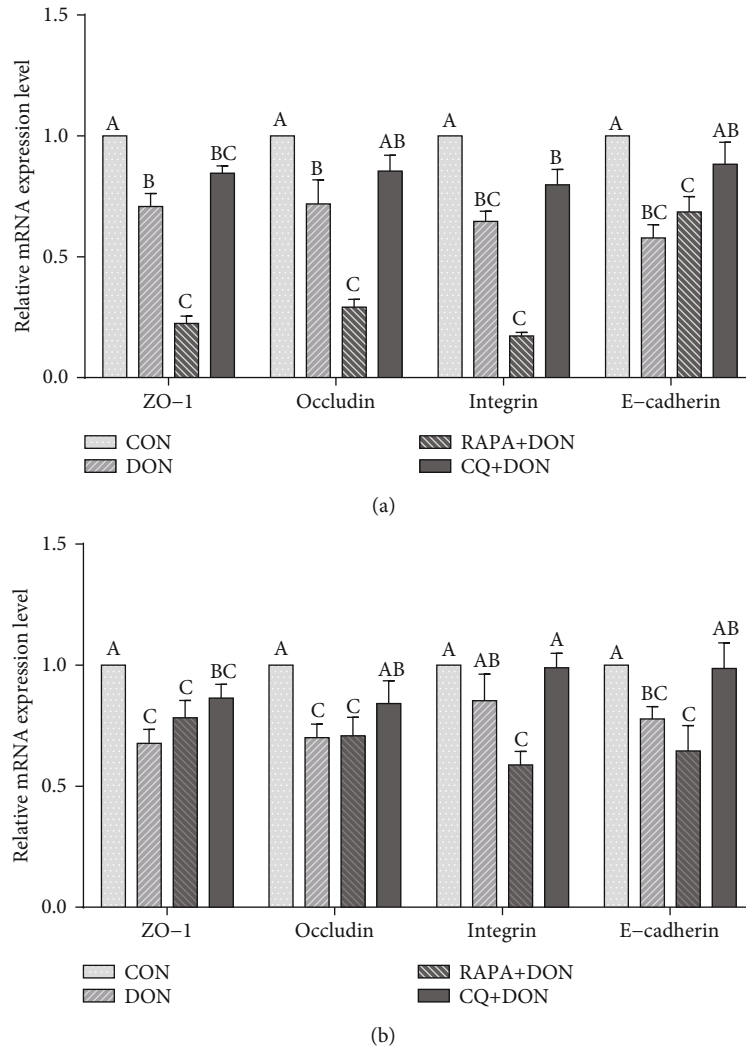 1.5
A A A A
BC AB B AB
1.0
B B BC C
BC
0.5
C C C
0.0
Relative mRNA expression level
ZO−1 Occludin Integrin E−cadherin
CON RAPA+DON
DON CQ+DON
(a)
1.5
A A A AB A A AB
1.0
C C BC C C AB BC C
C
0.5
0.0
Relative mRNA expression level
ZO−1 Occludin Integrin E−cadherin
CON RAPA+DON
DON CQ+DON
(b)